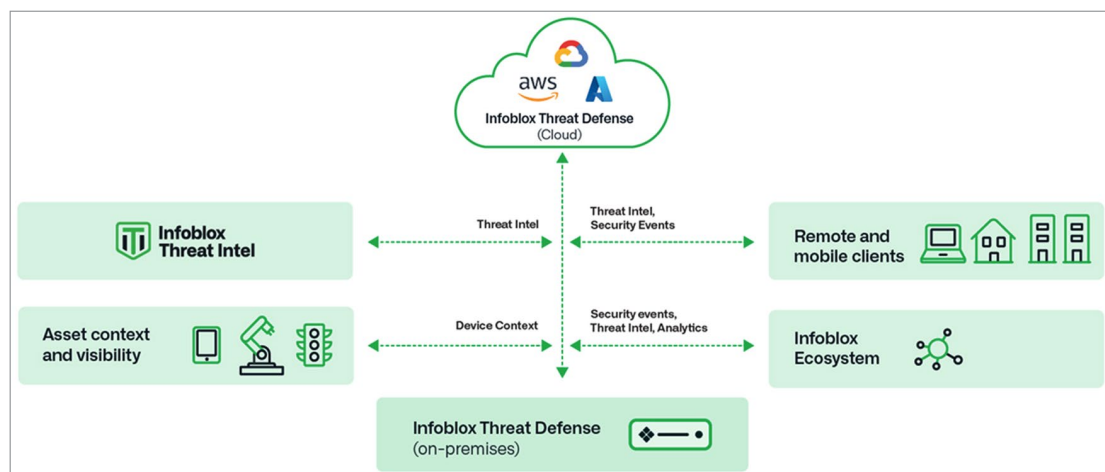 aws
Infoblox Threat Defense
(Cloud)
Infoblox
Threat Intel
Threat Intel
Threat Intel,
Security Events
Remote and
mobile clients
Asset context
and visibility
Device Context
Security events,
Threat Intel, Analytics
Infoblox
Ecosystem
Infoblox Threat Defense
(on-premises)